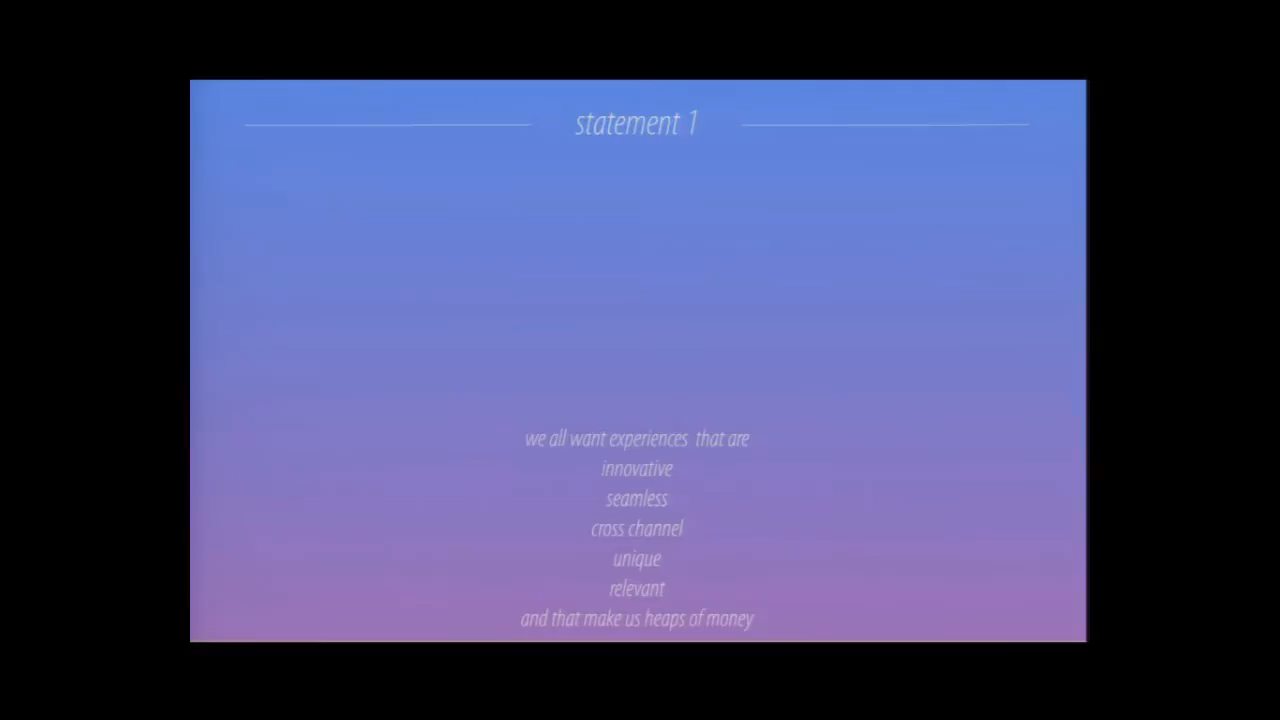 statement 1
we all want experiences that are
innovative
seamless
cross channel
unique
relevant
and that make us heaps of money